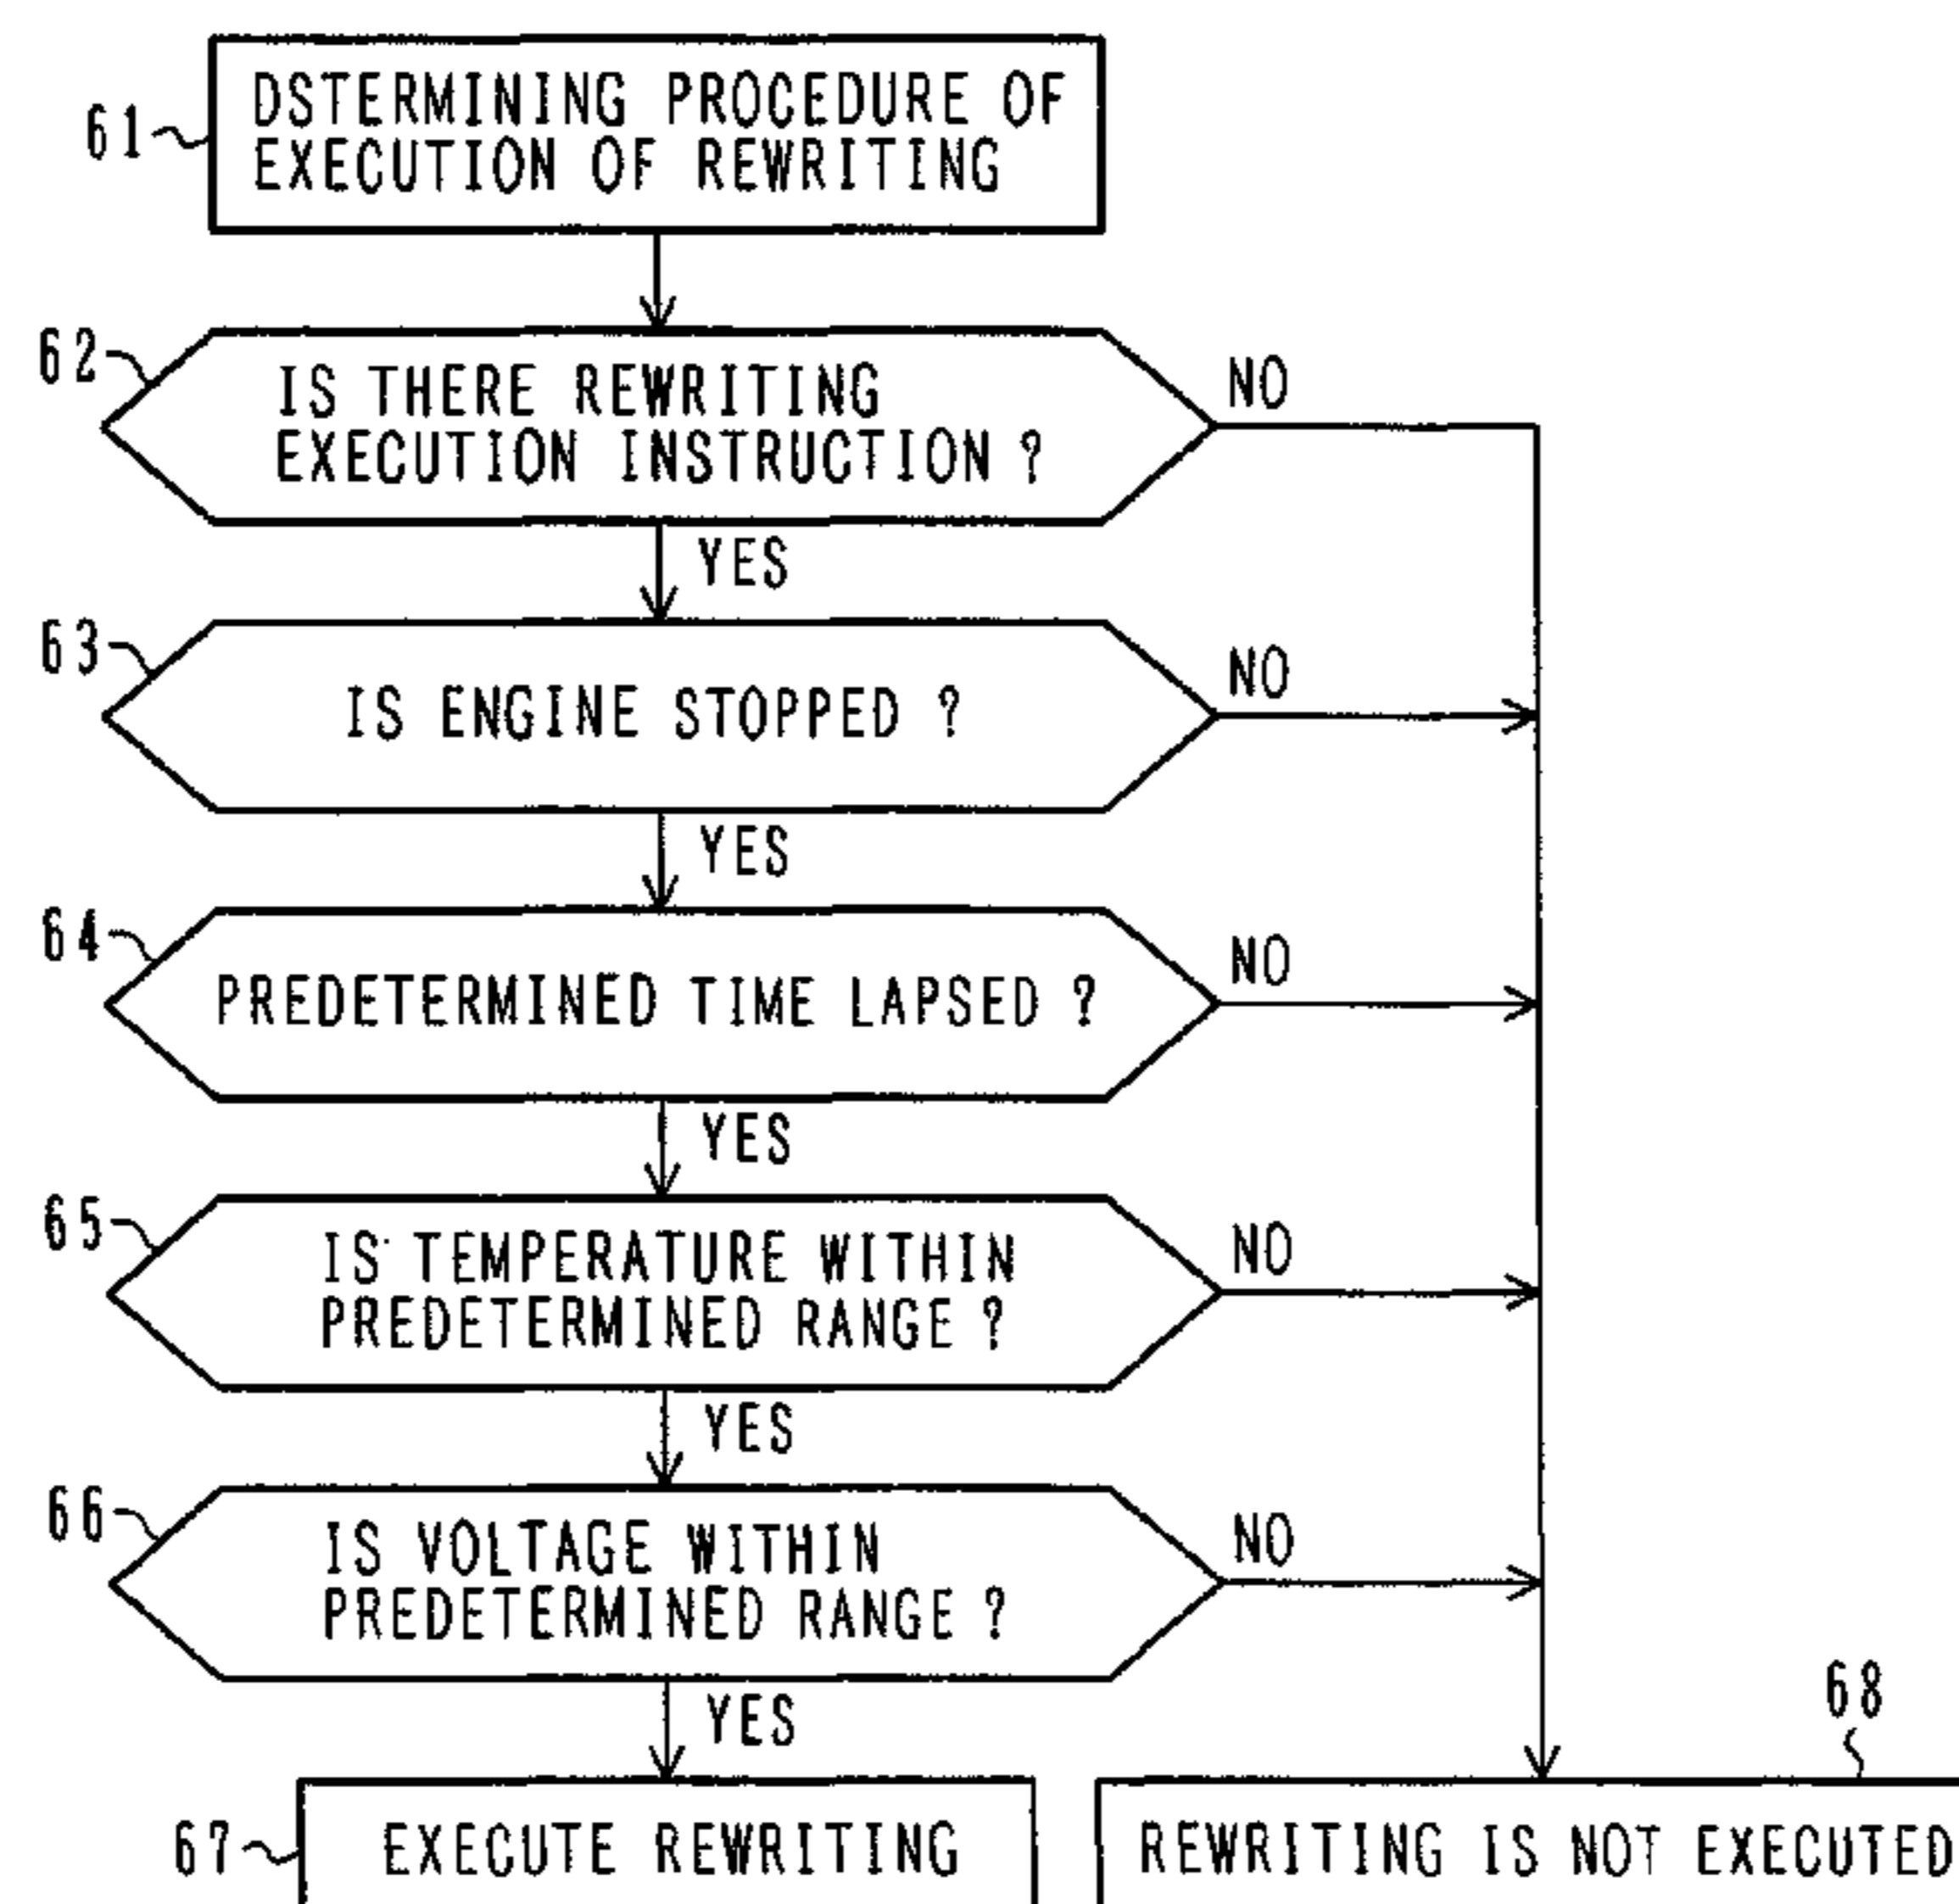 61
DSTERMINING PROCEDURE OF
EXECUTION OF REWRITING
62
IS THERE REWRITING
EXECUTION INSTRUCTION ?
NO
YES
63
IS ENGINE STOPPED ?
NO
YES
64
PREDETERMINED TIME LAPSED ?
NO
YES
65
IS TEMPERATURE WITHIN
PREDETERMINED RANGE ?
NO
YES
66
IS VOLTAGE WITHIN
PREDETERMINED RANGE ?
NO
YES
68
67
EXECUTE REWRITING
REWRITING IS NOT EXECUTED